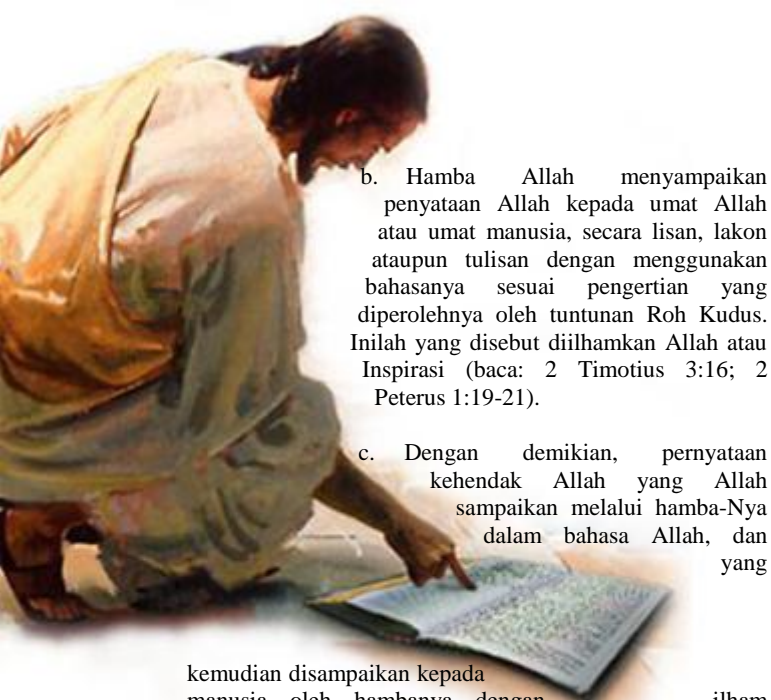 b. Hamba Allah menyampaikan
penyataan Allah kepada umat Allah
atau umat manusia, secara lisan, lakon
ataupun tulisan dengan menggunakan
bahasanya sesuai pengertian yang
diperolehnya oleh tuntunan Roh Kudus.
Inilah yang disebut diilhamkan Allah atau
Inspirasi (baca: 2 Timotius 3:16; 2
Peterus 1:19-21).
c. Dengan demikian, pernyataan
kehendak Allah yang Allah
sampaikan melalui hamba-Nya
dalam bahasa Allah, dan
yang
kemudian disampaikan kepada
manusia oleh hambanya dengan ilham